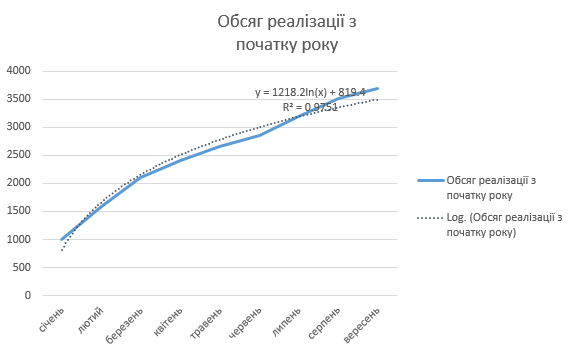 Обсяг реалізації з
початку року
4000
3500
3000
2500
2000
1500
1000
500
0
y = 1218.2ln(x) + 819.4
R² = 0.9751
січень
лютий
березень
квітень
травень
червень
липень
серпень
вересень
Обсяг реалізації з
початку року
Log. (Обсяг реалізації з
початку року)